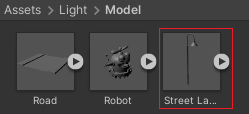 Assets > Light > Model
Road Robot Street La...